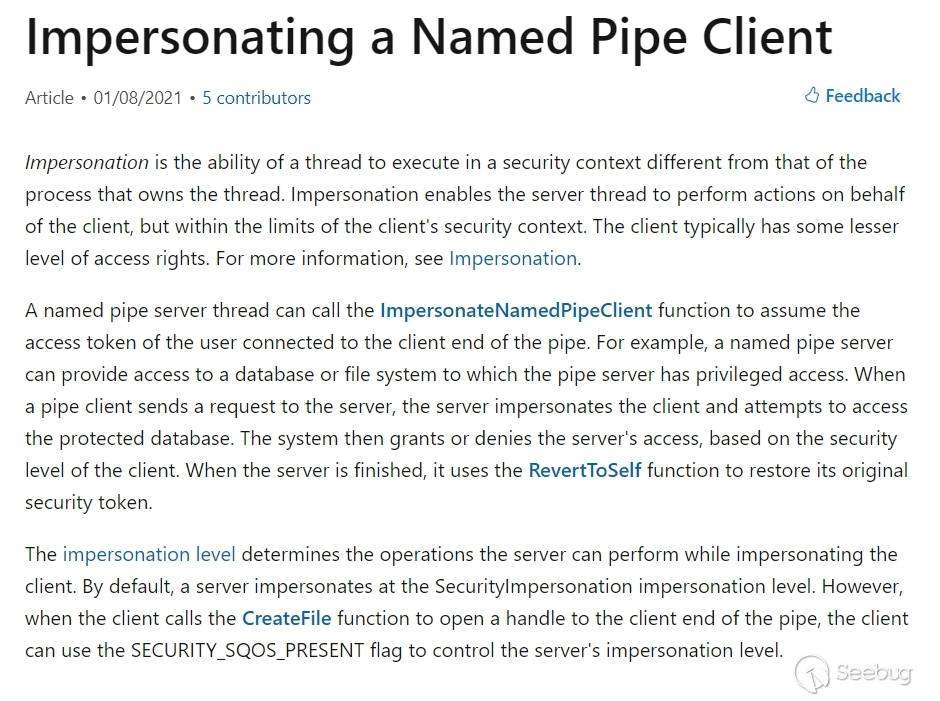 Impersonating a Named Pipe Client
Article • 01/08/2021 • 5 contributors
Feedback
Impersonation is the ability of a thread to execute in a security context different from that of the
process that owns the thread. Impersonation enables the server thread to perform actions on behalf
of the client, but within the limits of the client's security context. The client typically has some lesser
level of access rights. For more information, see Impersonation.
A named pipe server thread can call the ImpersonateNamedPipeClient function to assume the
access token of the user connected to the client end of the pipe. For example, a named pipe server
can provide access to a database or file system to which the pipe server has privileged access. When
a pipe client sends a request to the server, the server impersonates the client and attempts to access
the protected database. The system then grants or denies the server's access, based on the security
level of the client. When the server is finished, it uses the RevertToSelf function to restore its original
security token.
The impersonation level determines the operations the server can perform while impersonating the
client. By default, a server impersonates at the SecurityImpersonation impersonation level. However,
when the client calls the CreateFile function to open a handle to the client end of the pipe, the client
can use the SECURITY_SQOS_PRESENT flag to control the server's impersonation level.
Seebug